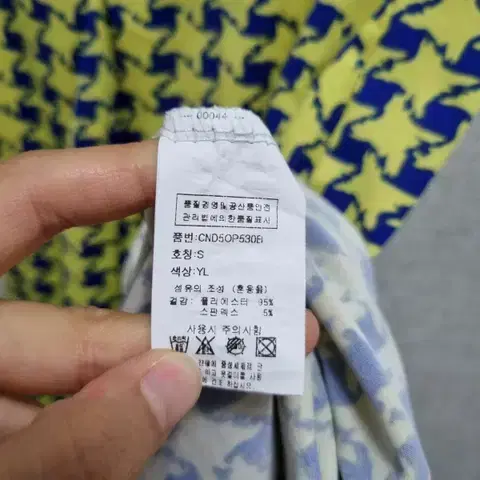 00044
품질경영및공산품안전
관리법에의한품질표시
품번:CND5OP530B
호칭:S
색상:YL
섬유의 조성 (혼용율)
겉감: 폴리에스터 95%
스판덱스 5%
사용시 주의사항